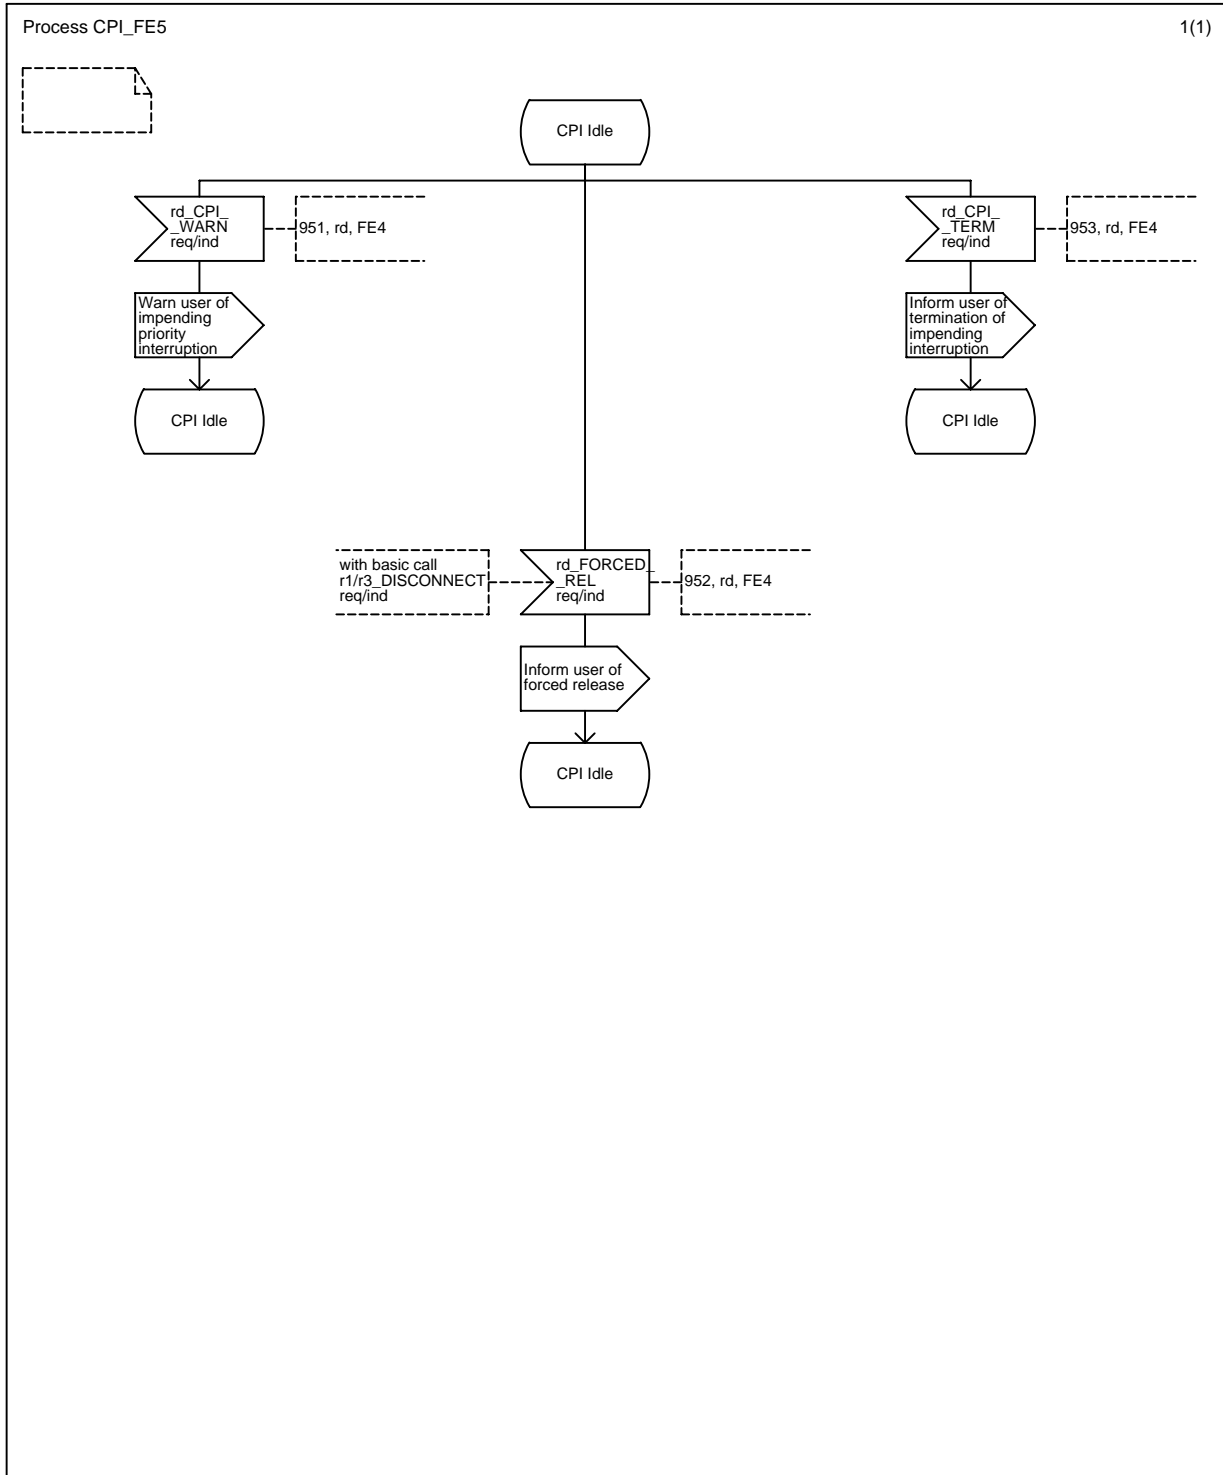 Process CPI_FE5
1(1)
CPI Idle
rd_CPI_
_WARN
req/ind
951, rd, FE4
rd_CPI_
_TERM
req/ind
953, rd, FE4
Warn user of
impending
priority
interruption
Inform user of
termination of
impending
interruption
CPI Idle
CPI Idle
with basic call
r1/r3_DISCONNECT
req/ind
rd_FORCED_
_REL
req/ind
952, rd, FE4
Inform user of
forced release
CPI Idle